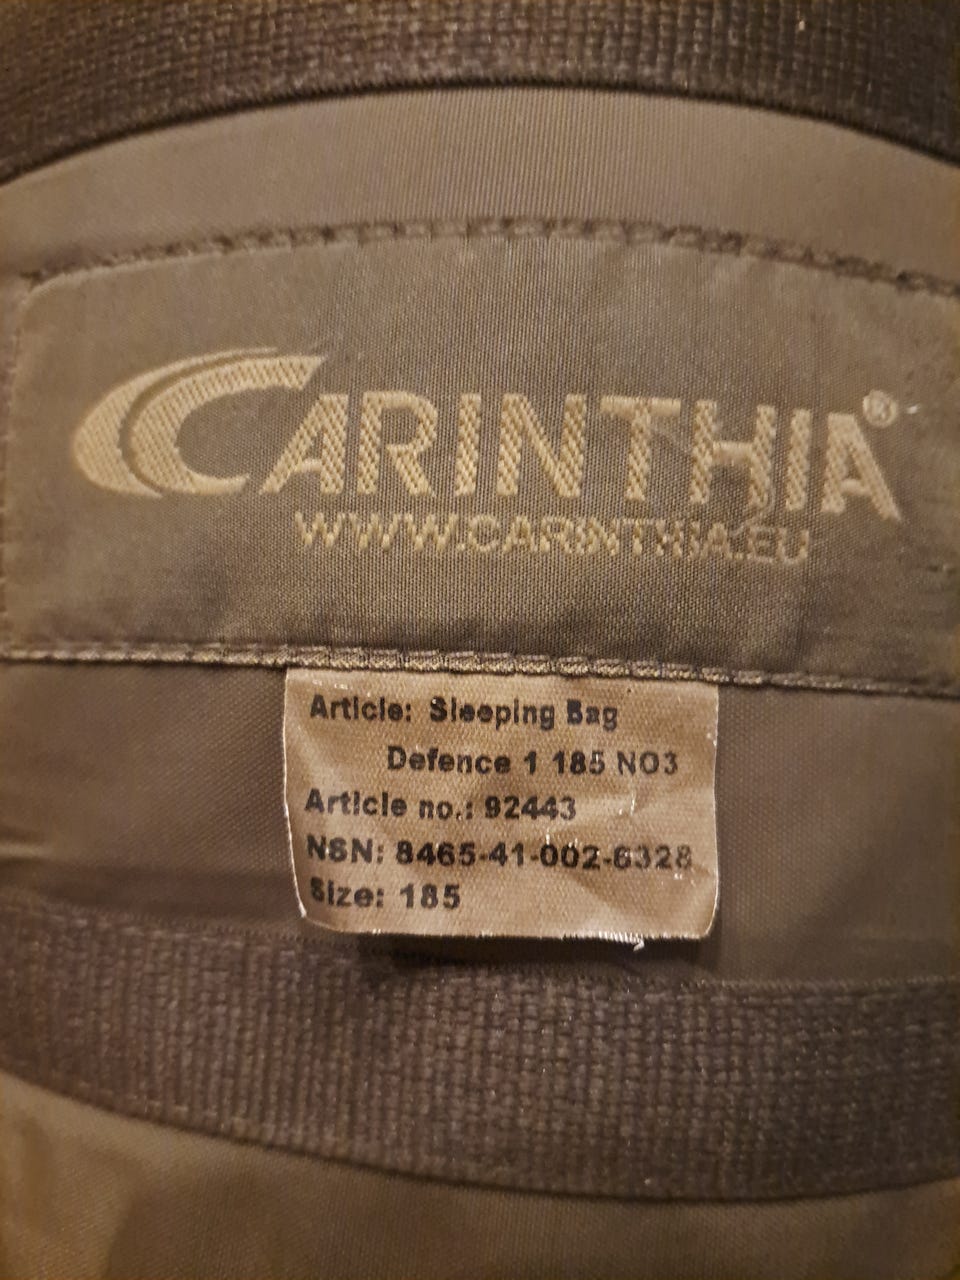 CARINTHIA®
WWW.CARINTHIA.EU
Article: Sleeping Bag
Defence 1 185 NO3
Article no.: 92443
NSN: 8465-41-002-6328
Size: 185